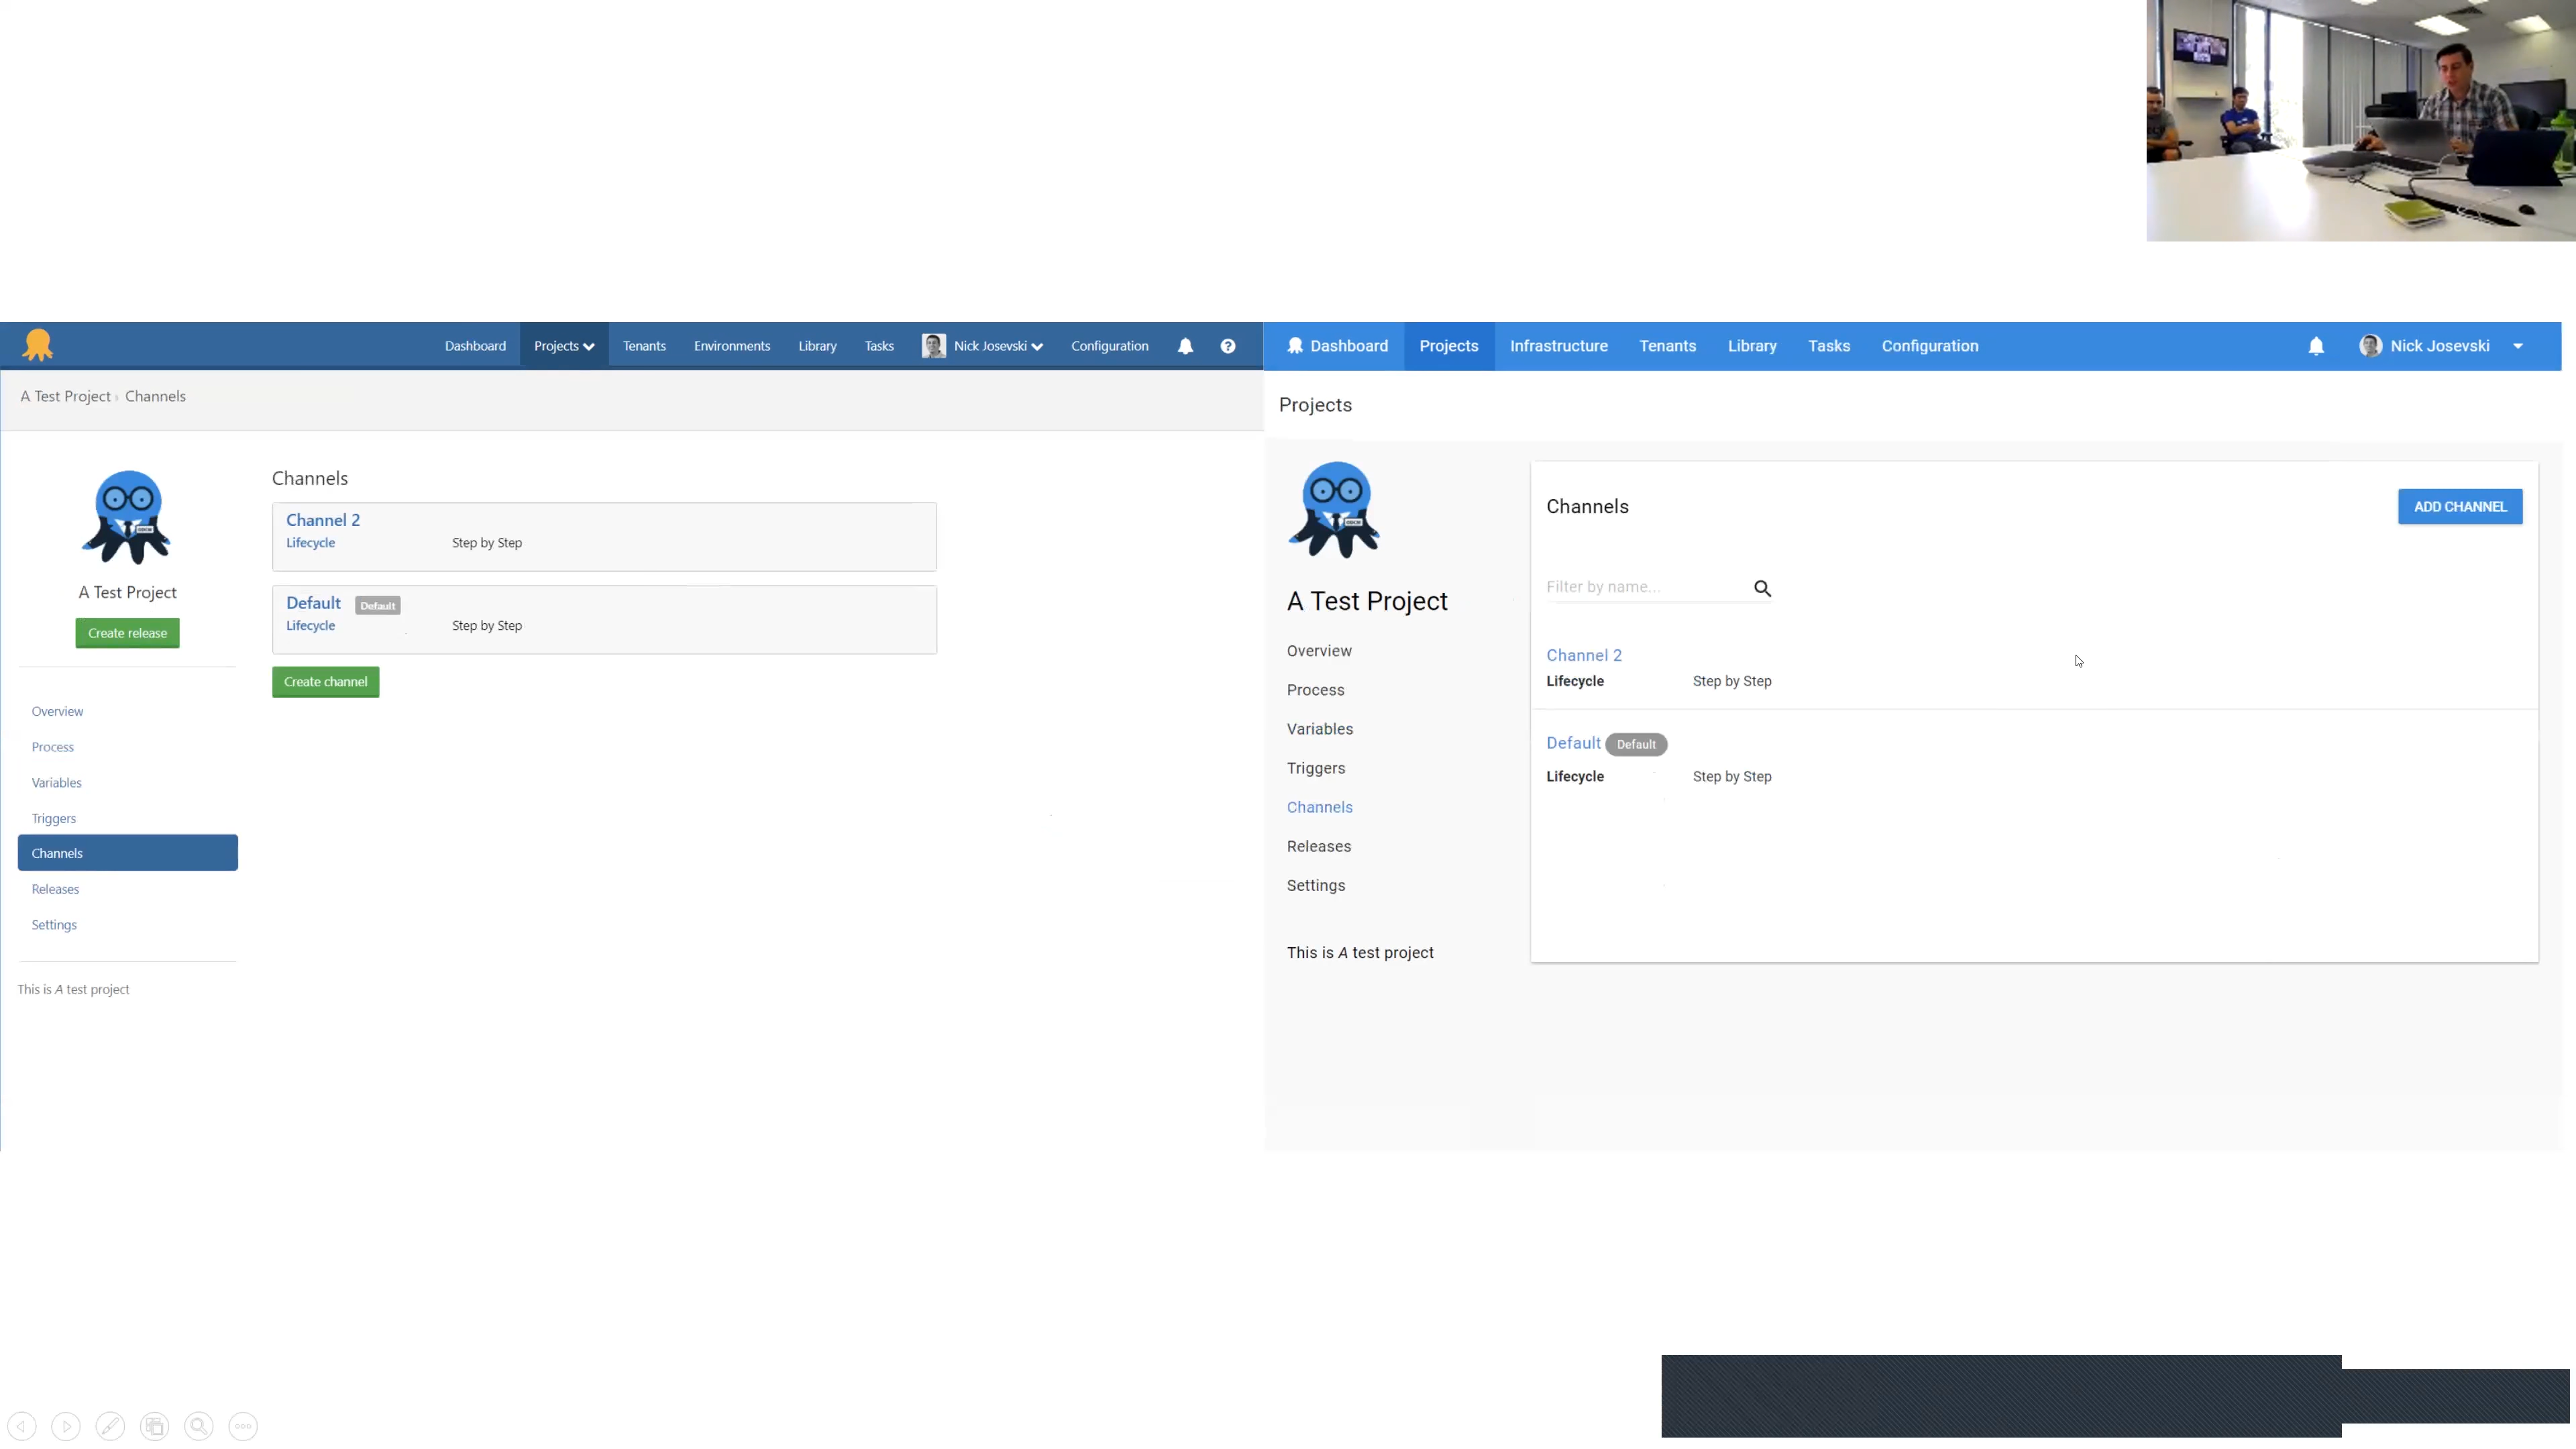 Dashboard Projects Tenants Environments Library Tasks Nick Josevski Configuration
A Test Project › Channels
A Test Project
Create release
Overview
Process
Variables
Triggers
Channels
Releases
Settings
This is A test project
Channels
Channel 2
Lifecycle Step by Step
Default Default
Lifecycle Step by Step
Create channel
Dashboard Projects Infrastructure Tenants Library Tasks Configuration Nick Josevski
Projects
A Test Project
Overview
Process
Variables
Triggers
Channels
Releases
Settings
This is A test project
Channels
ADD CHANNEL
Filter by name...
Channel 2
Lifecycle Step by Step
Default Default
Lifecycle Step by Step